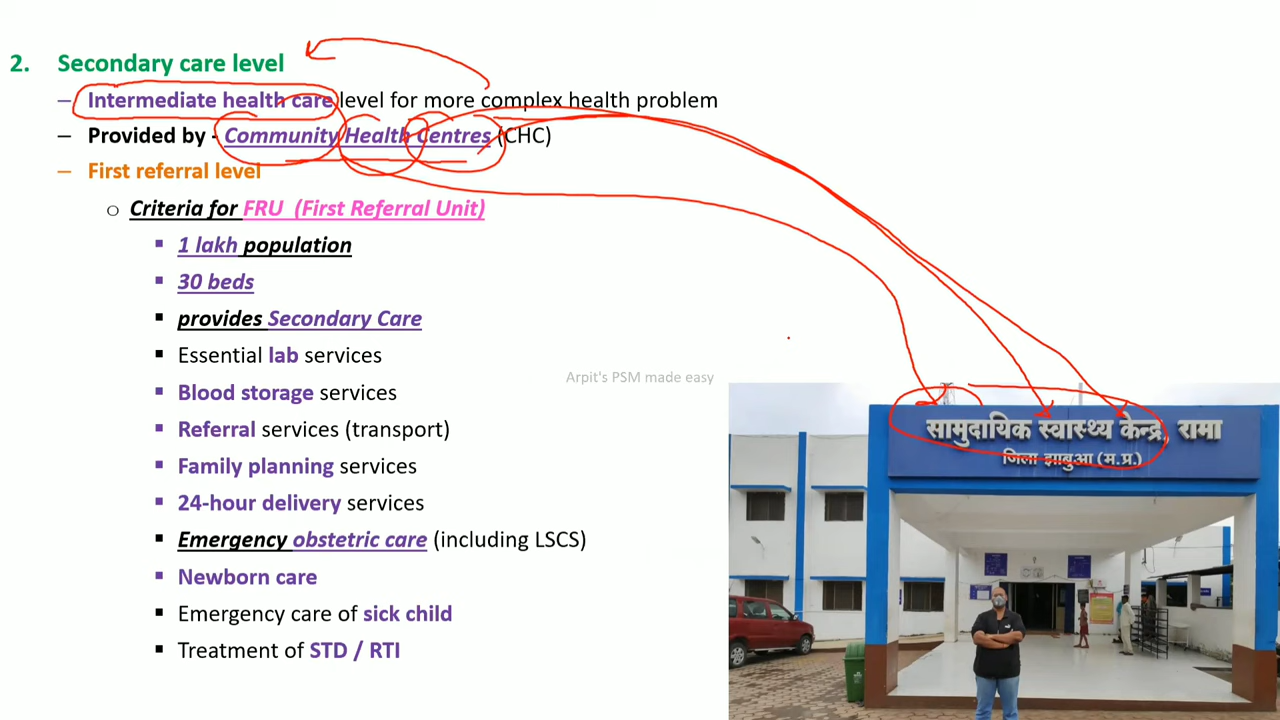 2. Secondary care level
– Intermediate health care level for more complex health problem
– Provided by - Community Health Centres (CHC)
– First referral level
o Criteria for FRU (First Referral Unit)
▪ 1 lakh population
▪ 30 beds
▪ provides Secondary Care
▪ Essential lab services
▪ Blood storage services
▪ Referral services (transport)
▪ Family planning services
▪ 24-hour delivery services
▪ Emergency obstetric care (including LSCS)
▪ Newborn care
▪ Emergency care of sick child
▪ Treatment of STD / RTI
Arpit's PSM made easy
सामुदायिक स्वास्थ्य केन्द्र, रामा
जिला झाबुआ (म.प्र.)